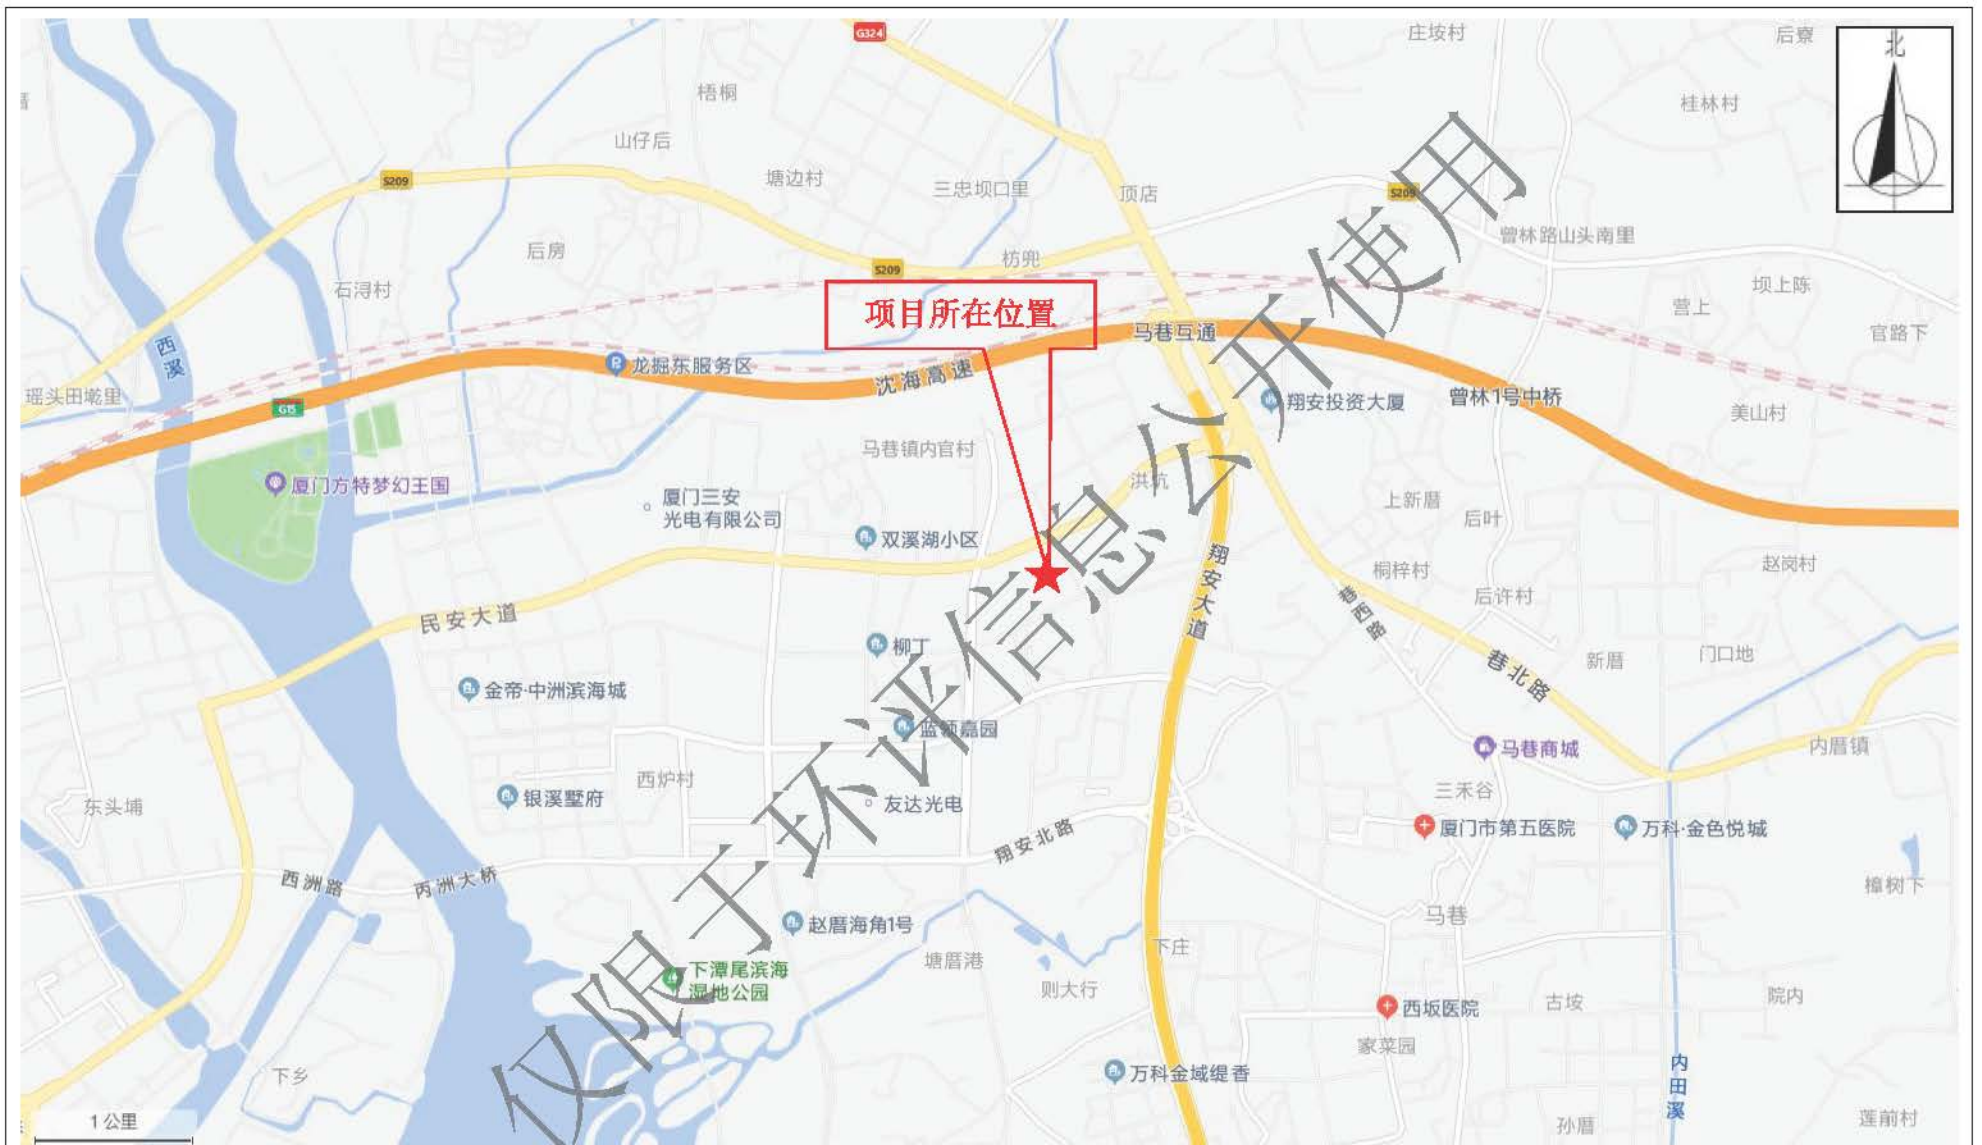 G324
庄垵村
后寮
北
梧桐
桂林村
山仔后
S209
塘边村
三忠坝口里
顶店
S209
后房
S209
枋兜
曾林路山头南里
石浔村
坝上陈
营上
项目所在位置
马巷互通
官路下
西溪
龙掘东服务区
沈海高速
瑶头田墘里
G15
翔安投资大厦
曾林1号中桥
美山村
马巷镇内官村
厦门方特梦幻王国
洪坑
厦门三安
光电有限公司
上新厝
后叶
双溪湖小区
翔安大道
赵岗村
桐梓村
后许村
巷西路
民安大道
柳丁
新厝
门口地
金帝·中洲滨海城
巷北路
蓝领嘉园
马巷商城
内厝镇
西炉村
三禾谷
银溪墅府
东头埔
友达光电
翔安北路
厦门市第五医院
万科·金色悦城
西洲路
丙洲大桥
樟树下
赵厝海角1号
马巷
下庄
塘厝港
下潭尾滨海
湿地公园
则大行
古垵
院内
西坂医院
家菜园
下乡
万科金域缇香
内田溪
1公里
孙厝
莲前村
仅限于环评信息公开使用